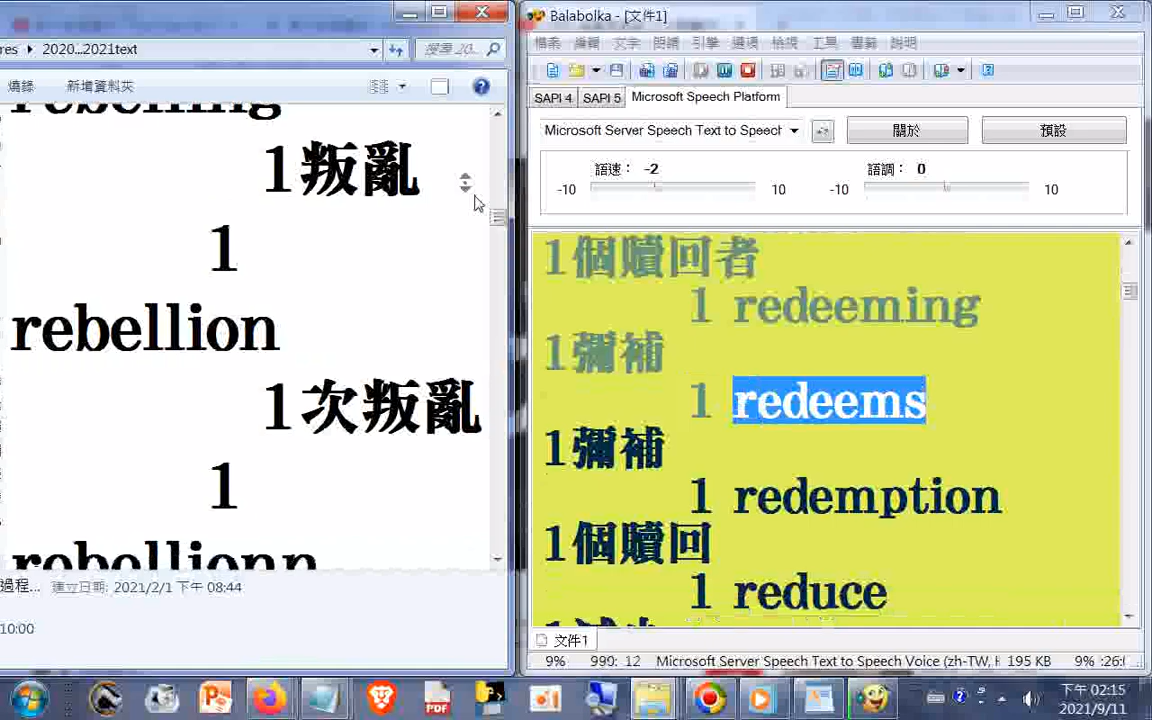 res ▸ 2020...2021text
搜尋 20...
燒錄 新增資料夾
rebelling
1叛亂
1
rebellion
1次叛亂
1
rebellionn
過程... 建立日期: 2021/2/1 下午 08:44
10:00
Balabolka - [文件1]
檔案 編輯 文字 朗讀 引擎 選項 檢視 工具 書籤 說明
SAPI 4 SAPI 5 Microsoft Speech Platform
Microsoft Server Speech Text to Speech
關於 預設
語速： -2 語調： 0
-10 10 -10 10
1個贖回者
1 redeeming
1彌補
1 redeems
1彌補
1 redemption
1個贖回
1 reduce
文件1
9% 990: 12 Microsoft Server Speech Text to Speech Voice (zh-TW, H 195 KB 9%
下午 02:15
2021/9/11